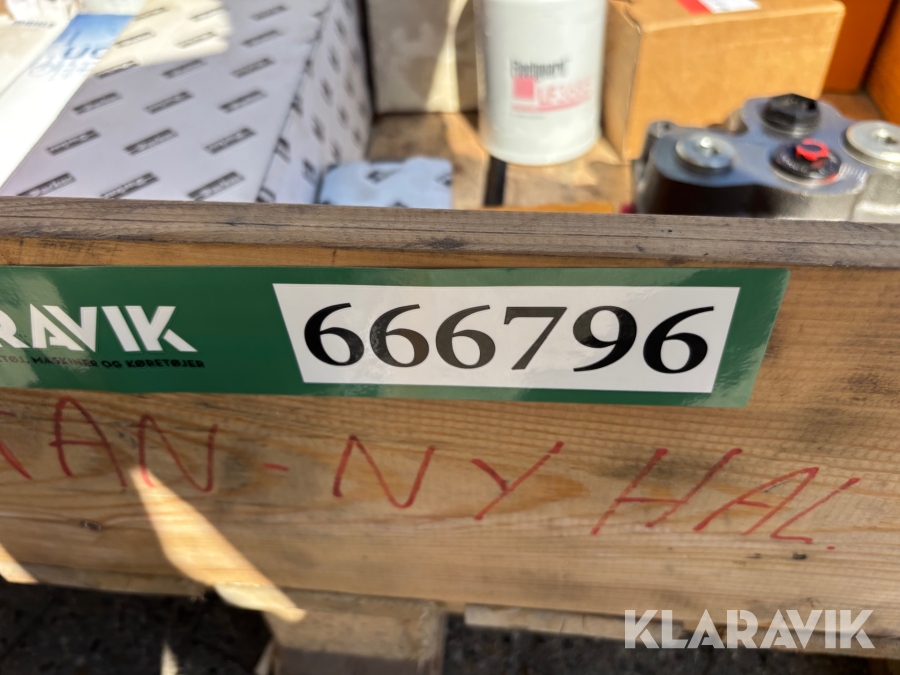 Fleetguard
RAVIK
666796
MASKINER OG KØRETØJER
AN - NY HAL.
KLARAVIK